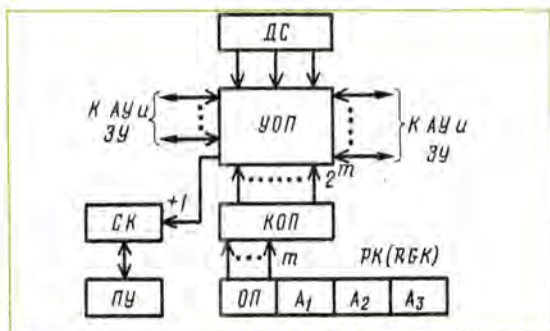 ДС
К АУ и
ЗУ
УОП
К АУ и
ЗУ
2^m
+1
СК
КОП
m
РК(RGK)
ПУ
ОП
A₁
A₂
A₃